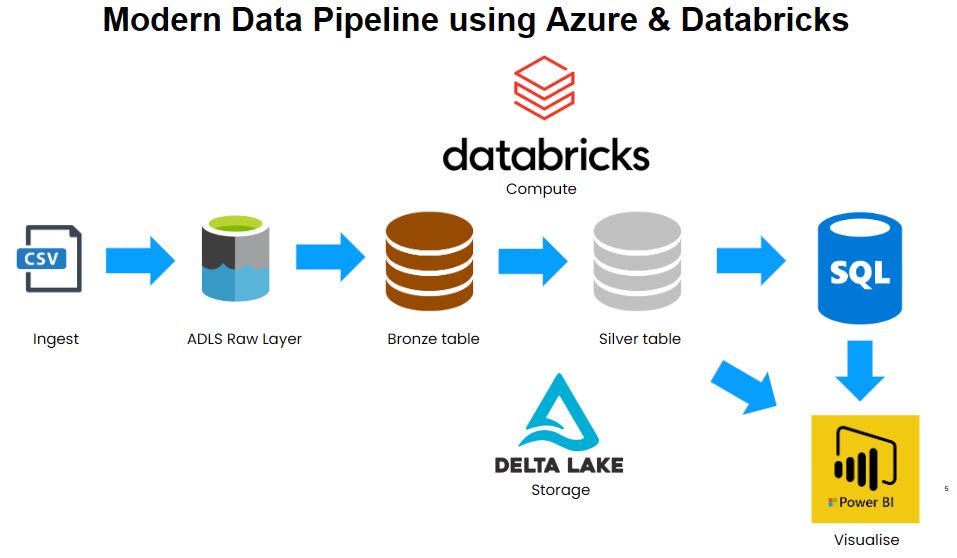 Modern Data Pipeline using Azure & Databricks
databricks
Compute
CSV
SQL
Ingest
ADLS Raw Layer
Bronze table
Silver table
DELTA LAKE
Storage
Power BI
5
Visualise